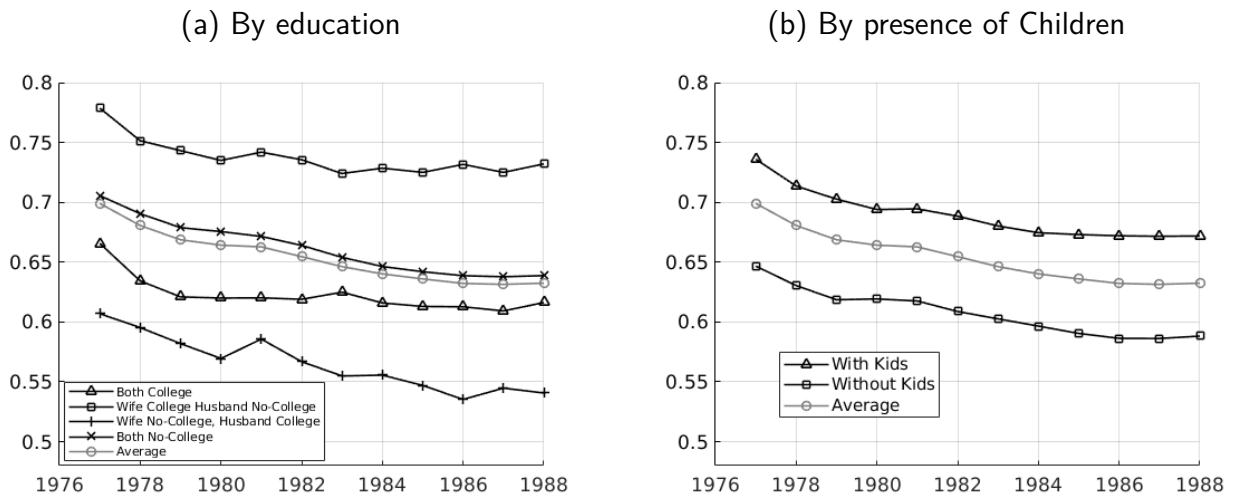 (a) By education
0.8
0.75
0.7
0.65
0.6
0.55
0.5
Both College
Wife College Husband No-College
Wife No-College, Husband College
Both No-College
Average
1976 1978 1980 1982 1984 1986 1988
(b) By presence of Children
0.8
0.75
0.7
0.65
0.6
0.55
0.5
With Kids
Without Kids
Average
1976 1978 1980 1982 1984 1986 1988